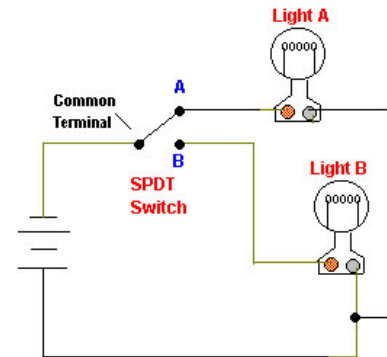 Light A
A
Common
Terminal
B
SPDT
Switch
Light B